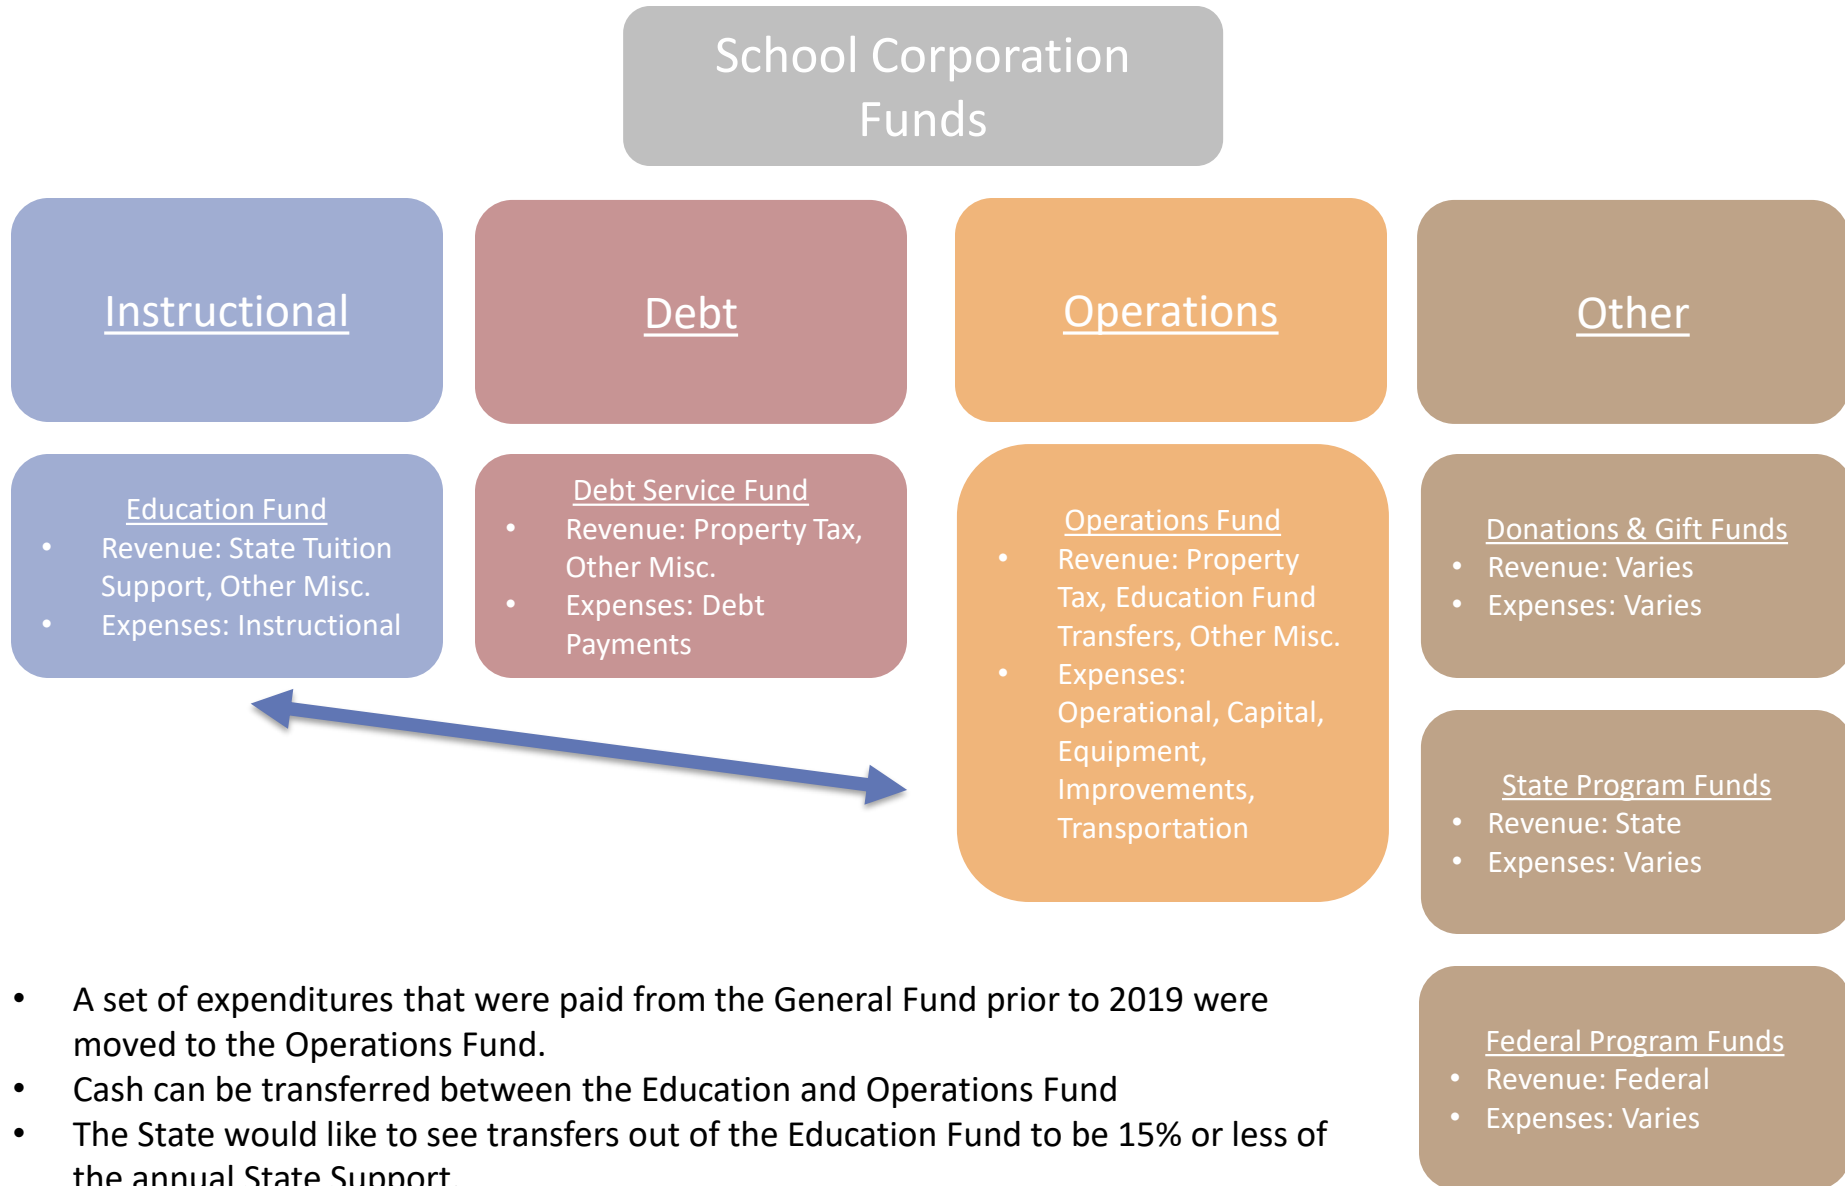 School Corporation
Funds
Instructional
Debt
Operations
Other
Education Fund
• Revenue: State Tuition
Support, Other Misc.
• Expenses: Instructional
Debt Service Fund
• Revenue: Property Tax,
Other Misc.
• Expenses: Debt
Payments
Operations Fund
• Revenue: Property
Tax, Education Fund
Transfers, Other Misc.
• Expenses:
Operational, Capital,
Equipment,
Improvements,
Transportation
Donations & Gift Funds
• Revenue: Varies
• Expenses: Varies
State Program Funds
• Revenue: State
• Expenses: Varies
Federal Program Funds
• Revenue: Federal
• Expenses: Varies
• A set of expenditures that were paid from the General Fund prior to 2019 were
moved to the Operations Fund.
• Cash can be transferred between the Education and Operations Fund
• The State would like to see transfers out of the Education Fund to be 15% or less of
the annual State Support.